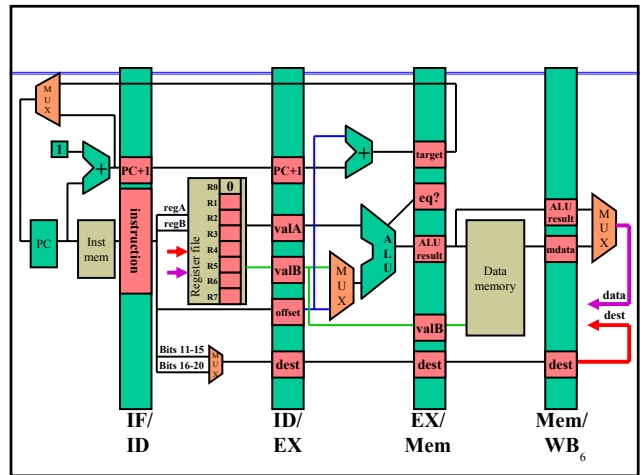 M U X
1
+
+
PC+1
PC+1
target
R0 0
R1
R2
R3
R4
R5
R6
R7
Register file
regA
regB
instruction
PC
Inst
mem
valA
valB
offset
eq?
A L U
M U X
ALU
result
Data
memory
valB
ALU
result
mdata
M U X
data
dest
Bits 11-15
Bits 16-20
M U X
dest
dest
dest
IF/
ID
ID/
EX
EX/
Mem
Mem/
WB
6